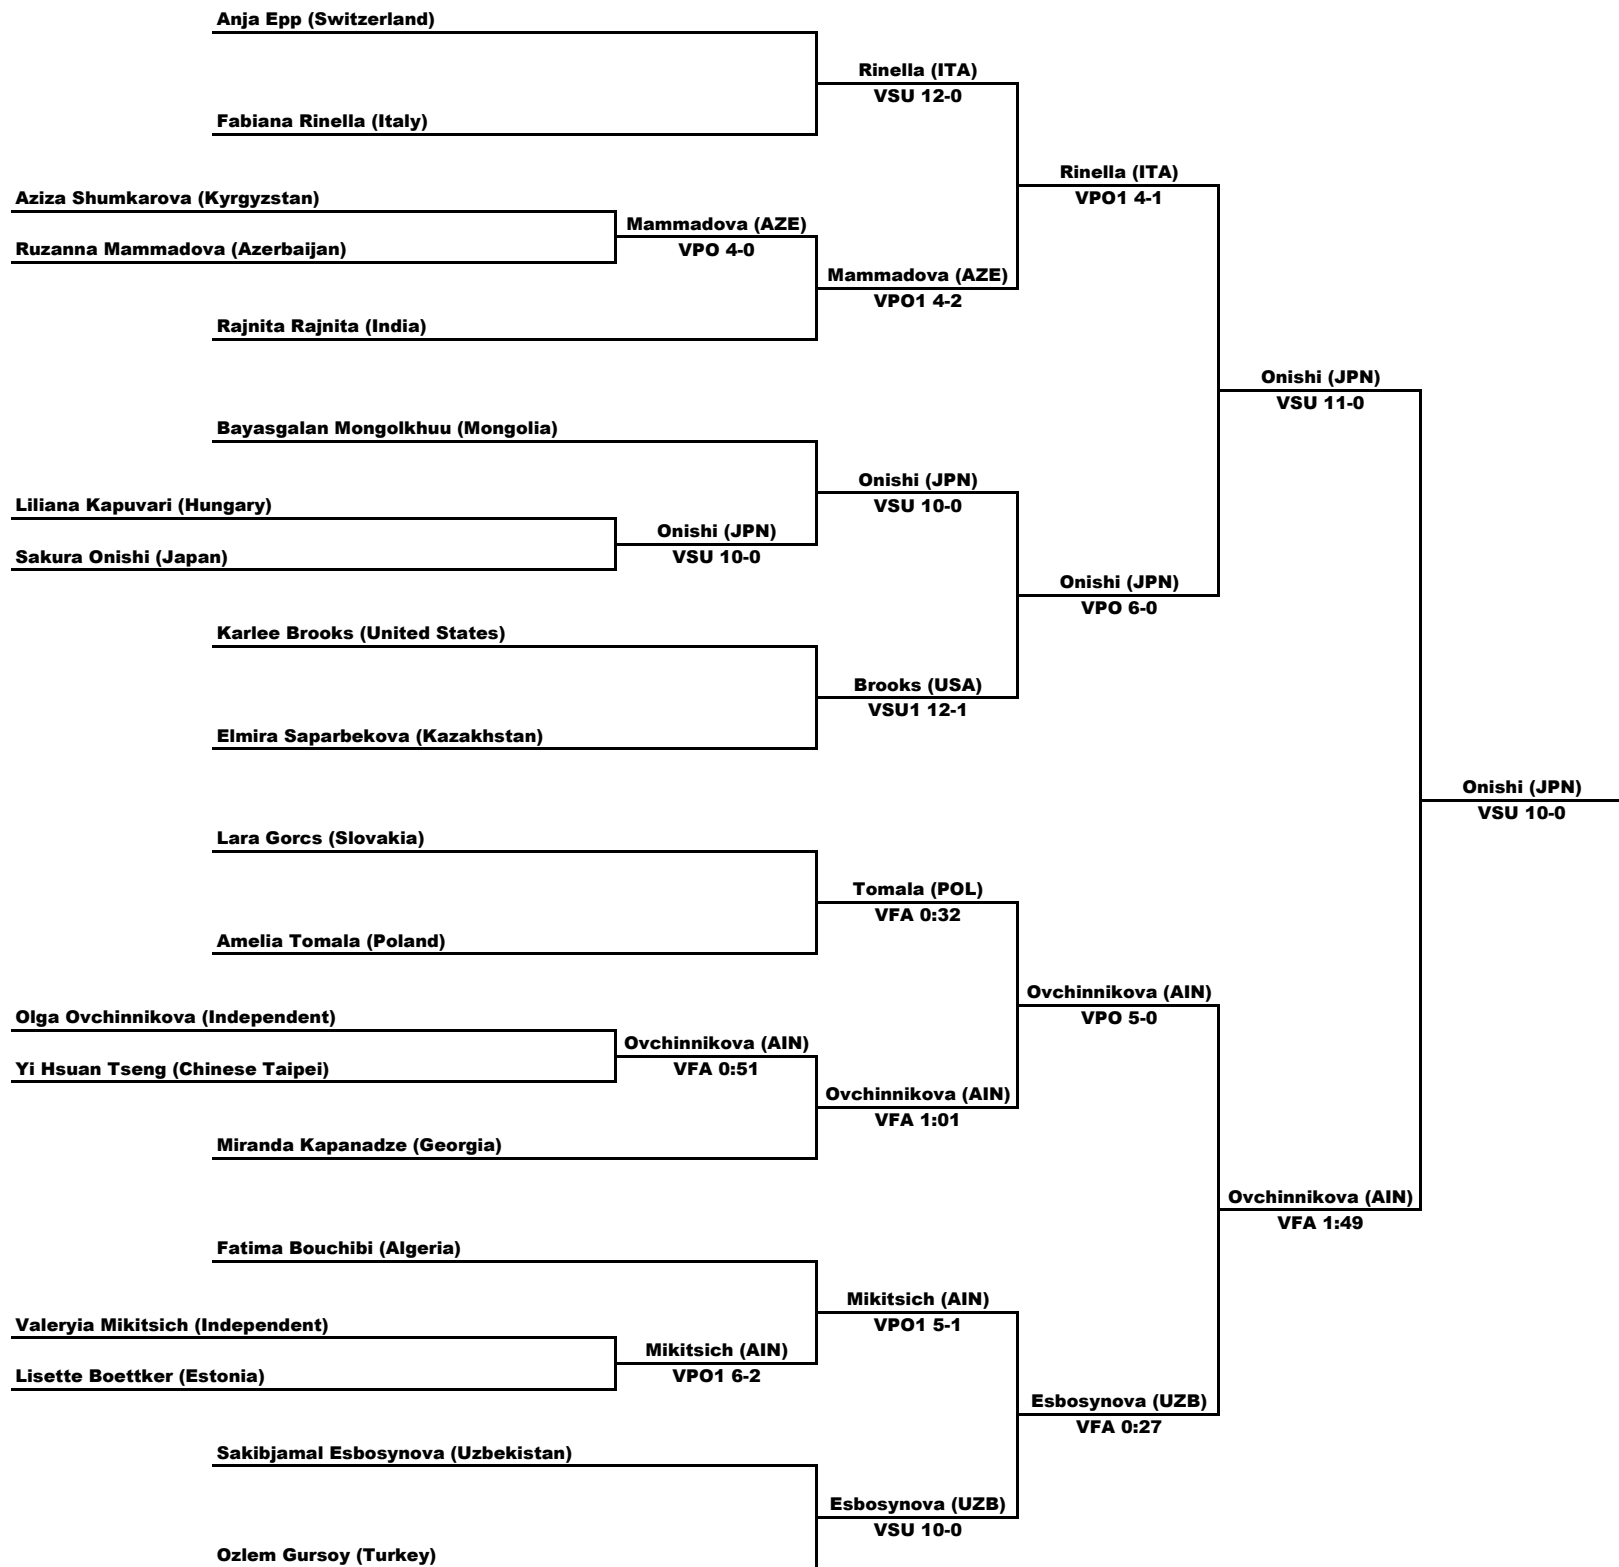 Anja Epp (Switzerland)
Rinella (ITA)
VSU 12-0
Fabiana Rinella (Italy)
Rinella (ITA)
VPO1 4-1
Aziza Shumkarova (Kyrgyzstan)
Mammadova (AZE)
VPO 4-0
Ruzanna Mammadova (Azerbaijan)
Mammadova (AZE)
VPO1 4-2
Rajnita Rajnita (India)
Onishi (JPN)
VSU 11-0
Bayasgalan Mongolkhuu (Mongolia)
Onishi (JPN)
VSU 10-0
Liliana Kapuvari (Hungary)
Onishi (JPN)
VSU 10-0
Sakura Onishi (Japan)
Onishi (JPN)
VPO 6-0
Karlee Brooks (United States)
Brooks (USA)
VSU1 12-1
Elmira Saparbekova (Kazakhstan)
Onishi (JPN)
VSU 10-0
Lara Gorcs (Slovakia)
Tomala (POL)
VFA 0:32
Amelia Tomala (Poland)
Ovchinnikova (AIN)
VPO 5-0
Olga Ovchinnikova (Independent)
Ovchinnikova (AIN)
VFA 0:51
Yi Hsuan Tseng (Chinese Taipei)
Ovchinnikova (AIN)
VFA 1:01
Miranda Kapanadze (Georgia)
Ovchinnikova (AIN)
VFA 1:49
Fatima Bouchibi (Algeria)
Mikitsich (AIN)
VPO1 5-1
Valeryia Mikitsich (Independent)
Mikitsich (AIN)
VPO1 6-2
Lisette Boettker (Estonia)
Esbosynova (UZB)
VFA 0:27
Sakibjamal Esbosynova (Uzbekistan)
Esbosynova (UZB)
VSU 10-0
Ozlem Gursoy (Turkey)